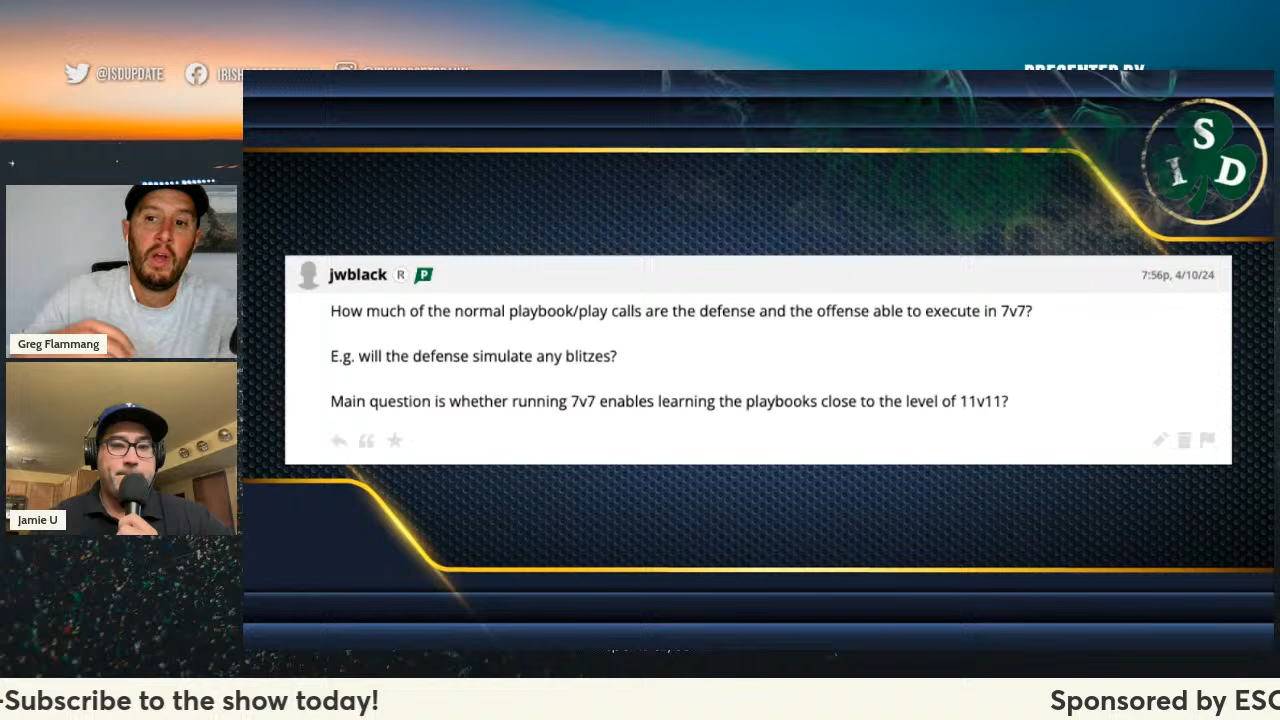 @ISDUPDATE
PRESENTED BY
S
I D
Greg Flammang
Jamie U
jwblack R P
7:56p, 4/10/24
How much of the normal playbook/play calls are the defense and the offense able to execute in 7v7?
E.g. will the defense simulate any blitzes?
Main question is whether running 7v7 enables learning the playbooks close to the level of 11v11?
-Subscribe to the show today!
Sponsored by